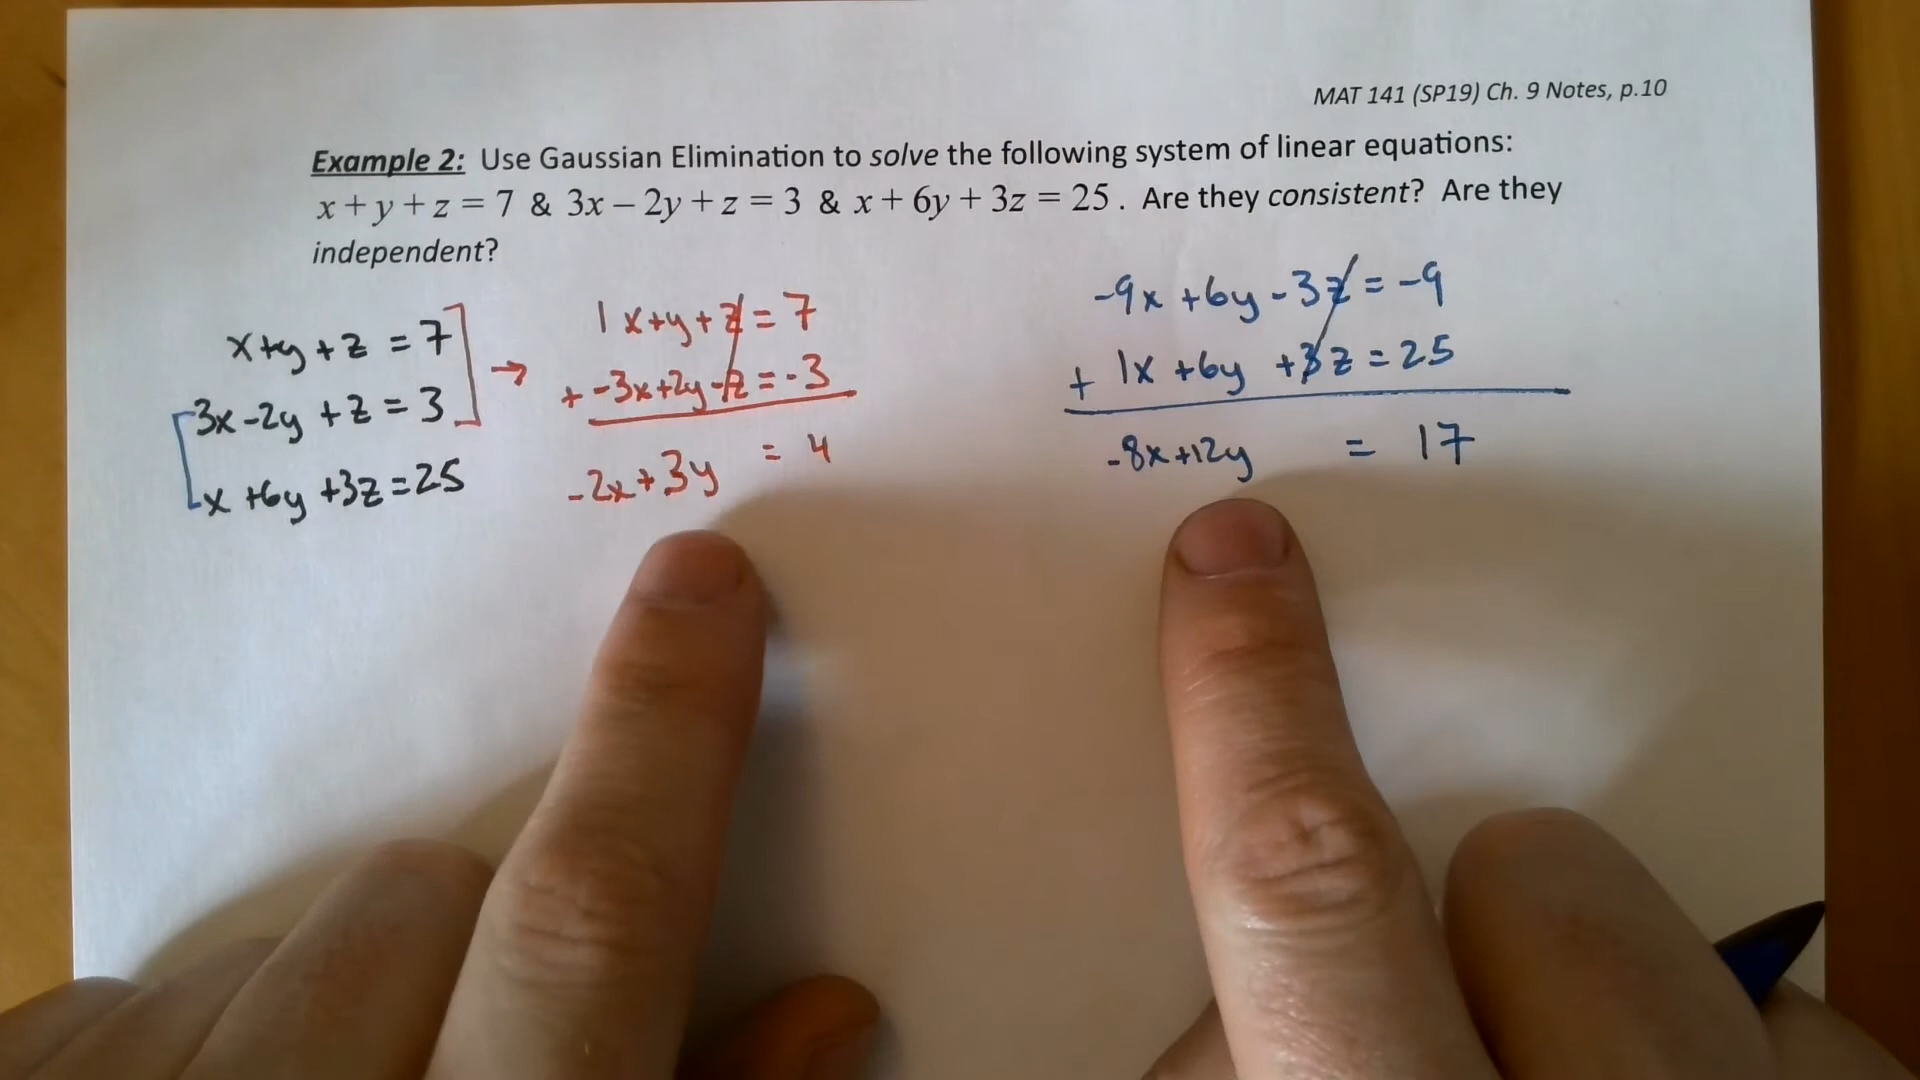 MAT 141 (SP19) Ch. 9 Notes, p.10
Example 2: Use Gaussian Elimination to solve the following system of linear equations:
x + y + z = 7 & 3x − 2y + z = 3 & x + 6y + 3z = 25. Are they consistent? Are they
independent?
x+y+z=7
3x-2y+z=3
x+6y+3z=25
→
1x+y+z=7
+ -3x+2y-z=-3
-2x+3y = 4
-9x+6y-3z=-9
+ 1x+6y+3z=25
-8x+12y = 17